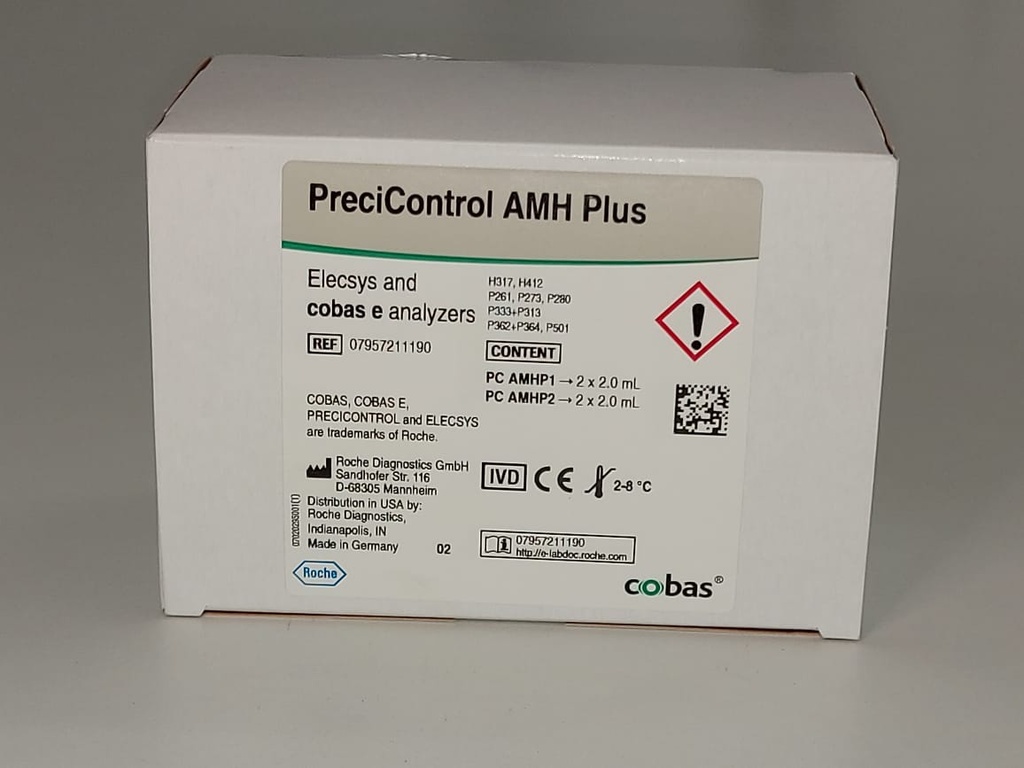 PreciControl AMH Plus
Elecsys and
cobas e analyzers
REF 07957211190
H317, H412
P261, P273, P280
P333+P313
P362+P364, P501
CONTENT
PC AMHP1 → 2 x 2.0 mL
PC AMHP2 → 2 x 2.0 mL
COBAS, COBAS E,
PRECICONTROL and ELECSYS
are trademarks of Roche.
Roche Diagnostics GmbH
Sandhofer Str. 116
D-68305 Mannheim
Distribution in USA by:
Roche Diagnostics,
Indianapolis, IN
Made in Germany 02
IVD CE 2-8 °C
07957211190
http://e-labdoc.roche.com
Roche
cobas®